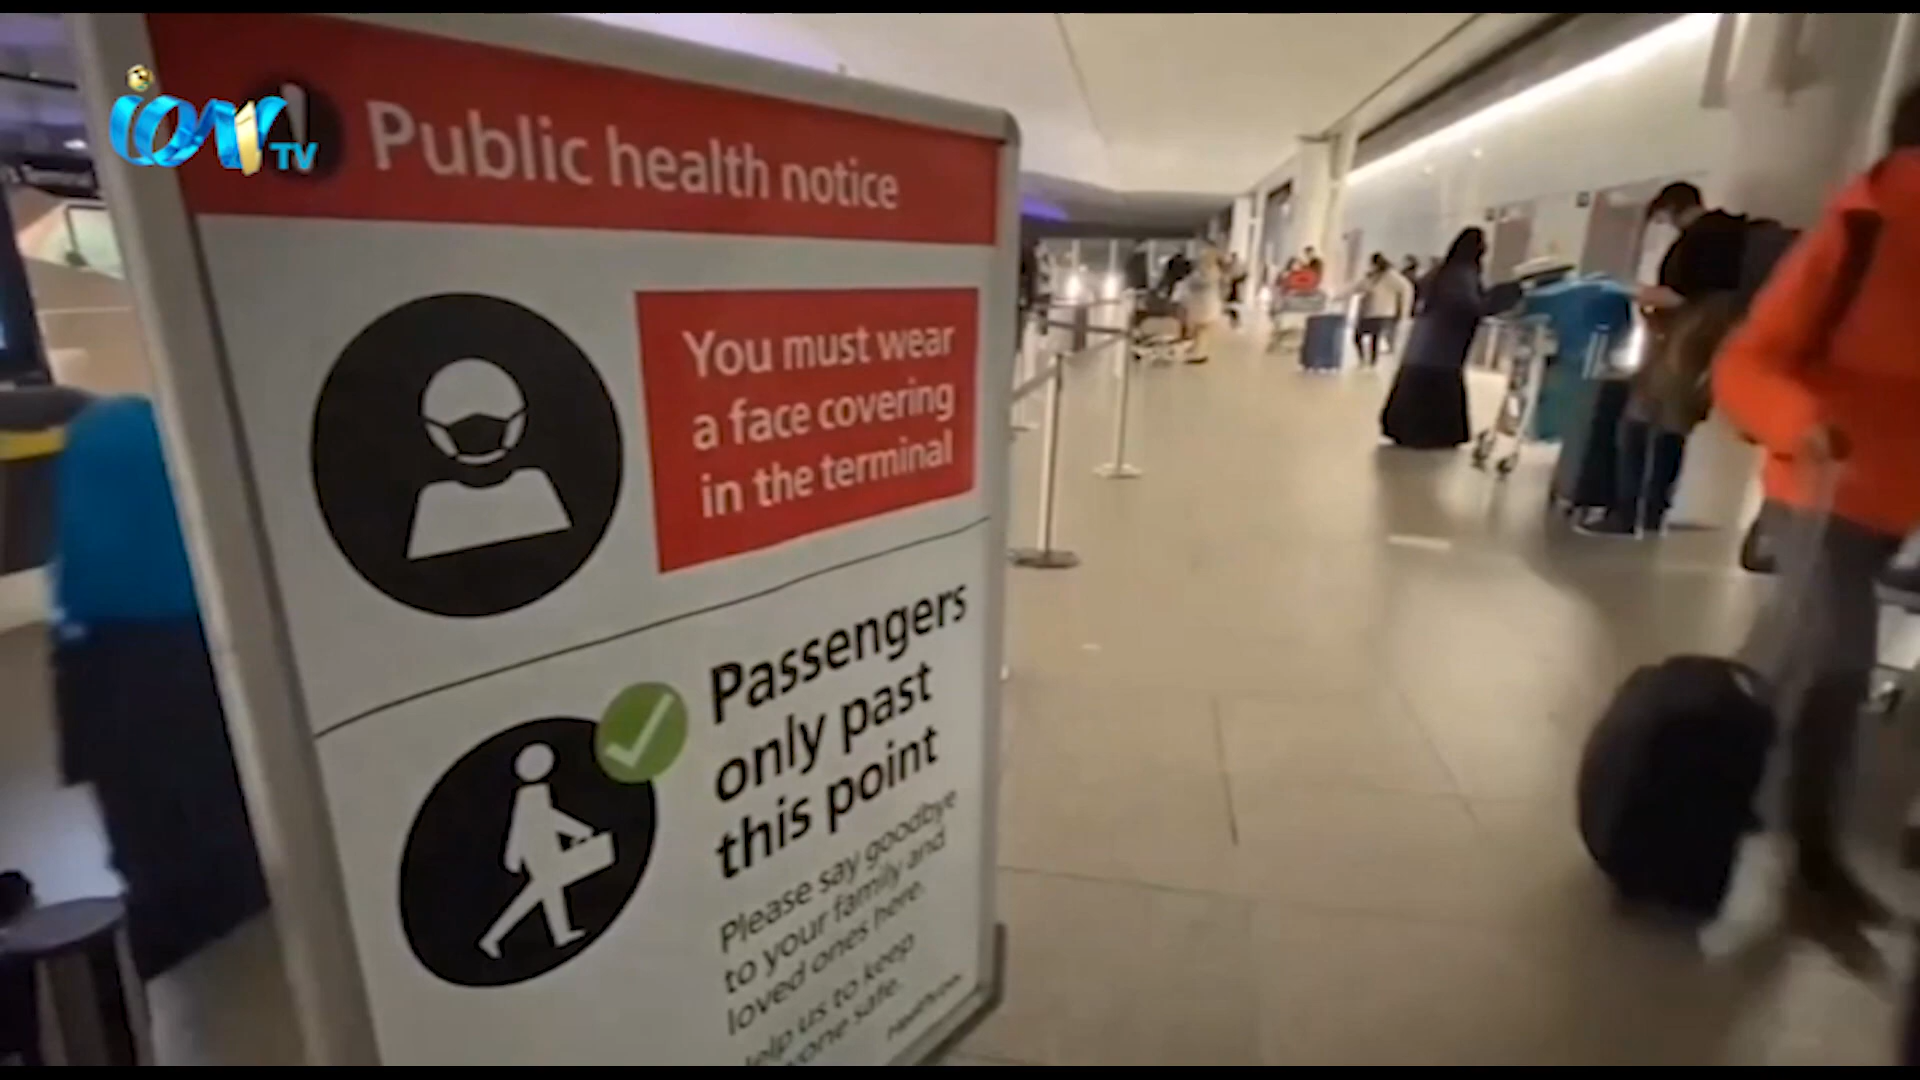 ion TV
! Public health notice
You must wear
a face covering
in the terminal
Passengers
only past
this point
Please say goodbye
to your family and
loved ones here.
Help us to keep
everyone safe.
Heathrow